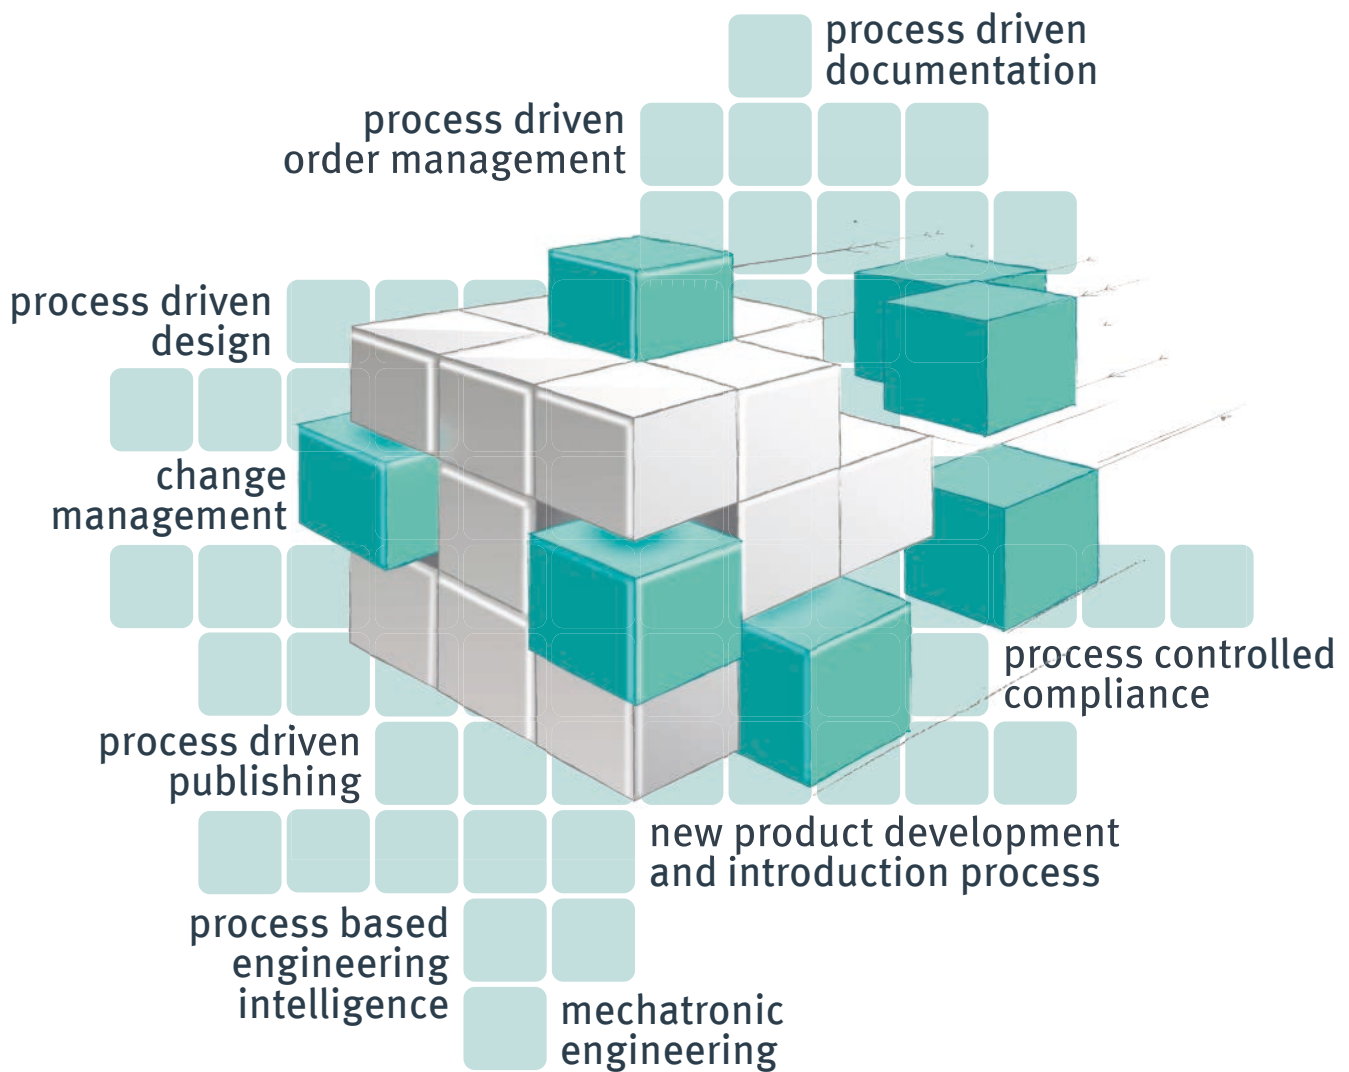 process driven
documentation
process driven
order management
process driven
design
change
management
process controlled
compliance
process driven
publishing
new product development
and introduction process
process based
engineering
intelligence
mechatronic
engineering